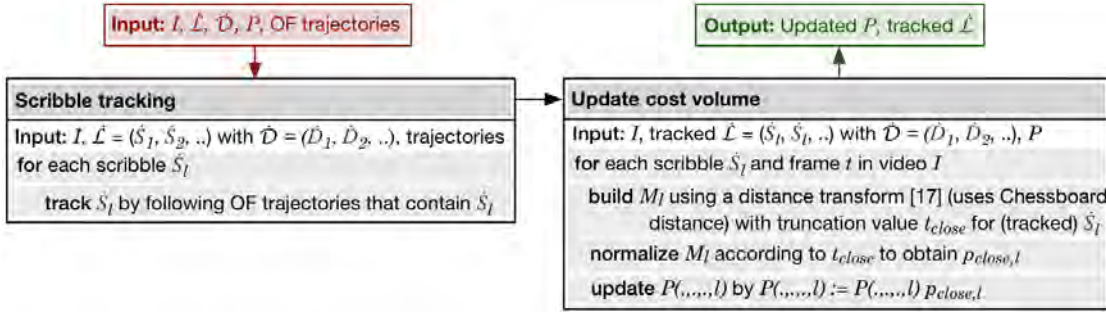 Input: I, L̇, Ḋ, P, OF trajectories
Scribble tracking
Input: I, L̇ = (Ṡ1, Ṡ2, ..) with Ḋ = (Ḋ1, Ḋ2, ..), trajectories
for each scribble Ṡl
track Ṡl by following OF trajectories that contain Ṡl
Output: Updated P, tracked L̇
Update cost volume
Input: I, tracked L̇ = (Ṡl, Ṡl, ..) with Ḋ = (Ḋ1, Ḋ2, ..), P
for each scribble Ṡl and frame t in video I
build Ml using a distance transform [17] (uses Chessboard
distance) with truncation value tclose for (tracked) Ṡl
normalize Ml according to tclose to obtain pclose,l
update P(.,.,.,l) by P(.,.,.,l) := P(.,.,.,l) pclose,l